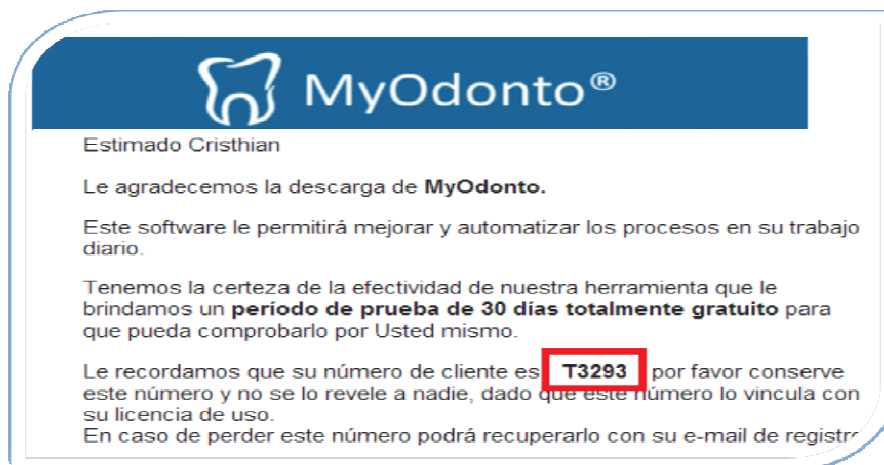 MyOdonto®
Estimado Cristhian
Le agradecemos la descarga de MyOdonto.
Este software le permitirá mejorar y automatizar los procesos en su trabajo
diario.
Tenemos la certeza de la efectividad de nuestra herramienta que le
brindamos un período de prueba de 30 días totalmente gratuito para
que pueda comprobarlo por Usted mismo.
Le recordamos que su número de cliente es T3293 por favor conserve
este número y no se lo revele a nadie, dado que este número lo vincula con
su licencia de uso.
En caso de perder este número podrá recuperarlo con su e-mail de registro